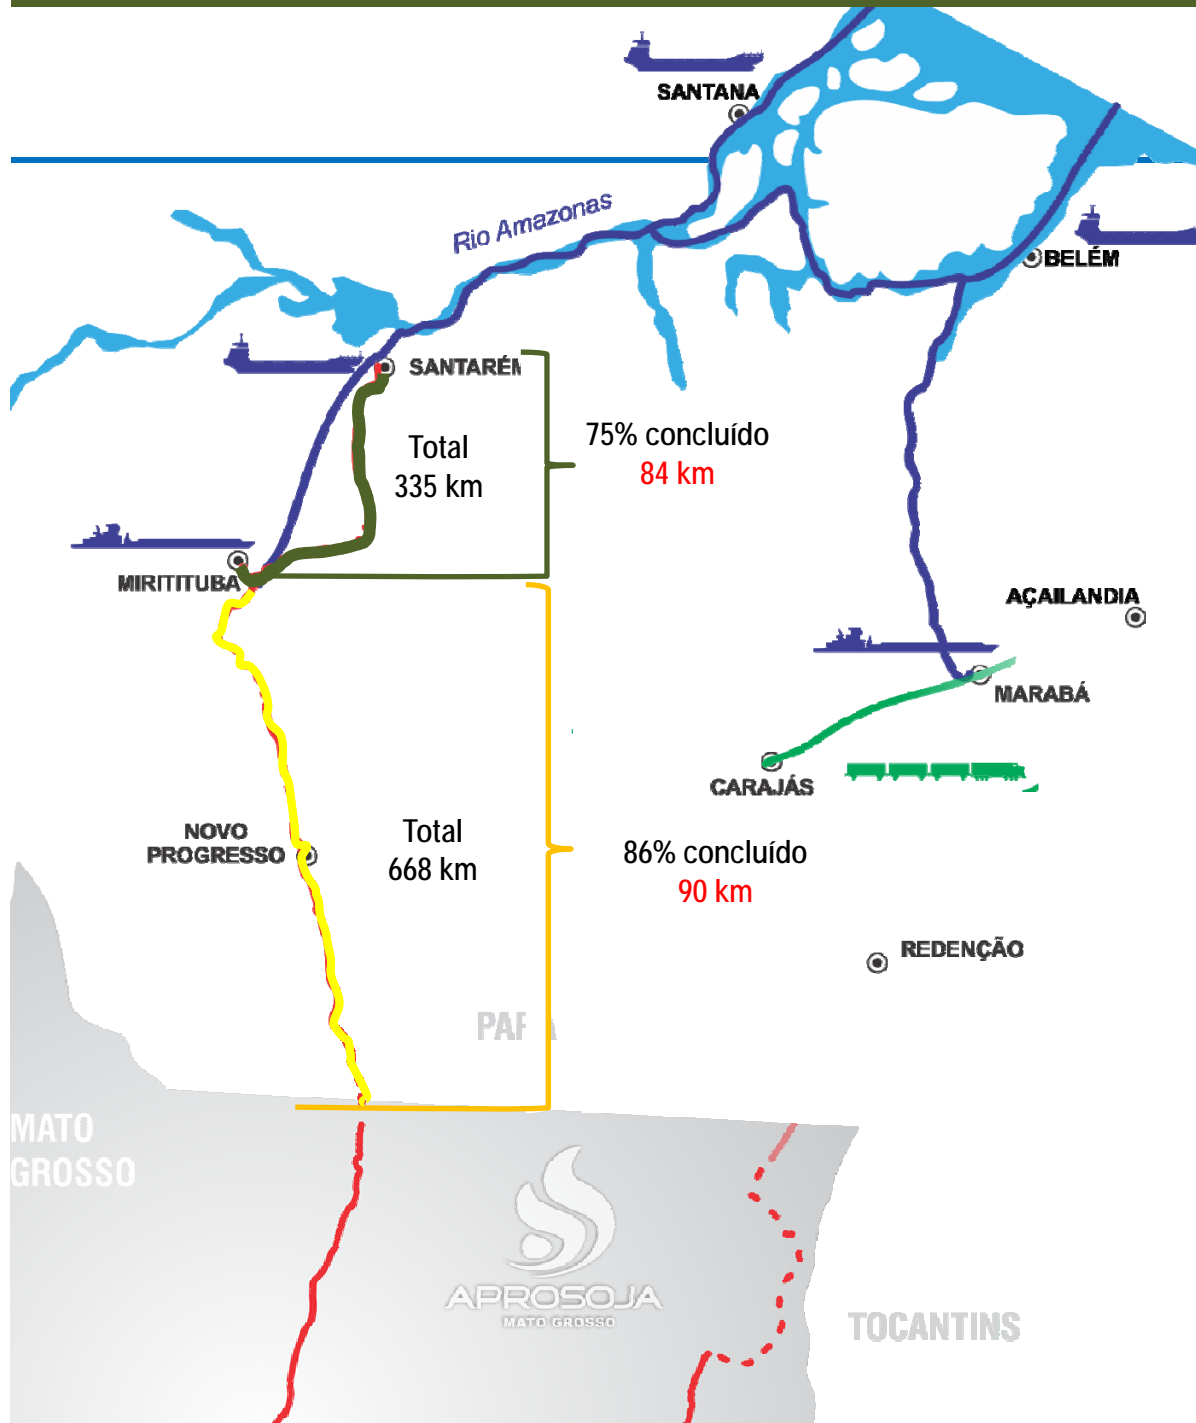 SANTANA
Rio Amazonas
BELÉM
SANTARÉM
75% concluído
84 km
Total
335 km
MIRITITUBA
AÇAILANDIA
MARABÁ
CARAJÁS
NOVO
PROGRESSO
Total
668 km
86% concluído
90 km
REDENÇÃO
PARÁ
MATO
GROSSO
APROSOJA
MATO GROSSO
TOCANTINS